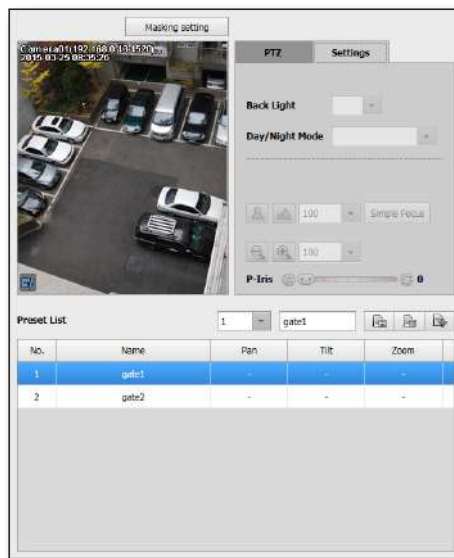 Masking setting
Camera01(192.168.0.13:4520)
2015-03-25 08:35:26
PTZ
Settings
Back Light
Day/Night Mode
100
Simple Focus
100
P-Iris 0
Preset List 1 gate1
No. Name Pan Tilt Zoom
1 gate1 - - -
2 gate2 - - -